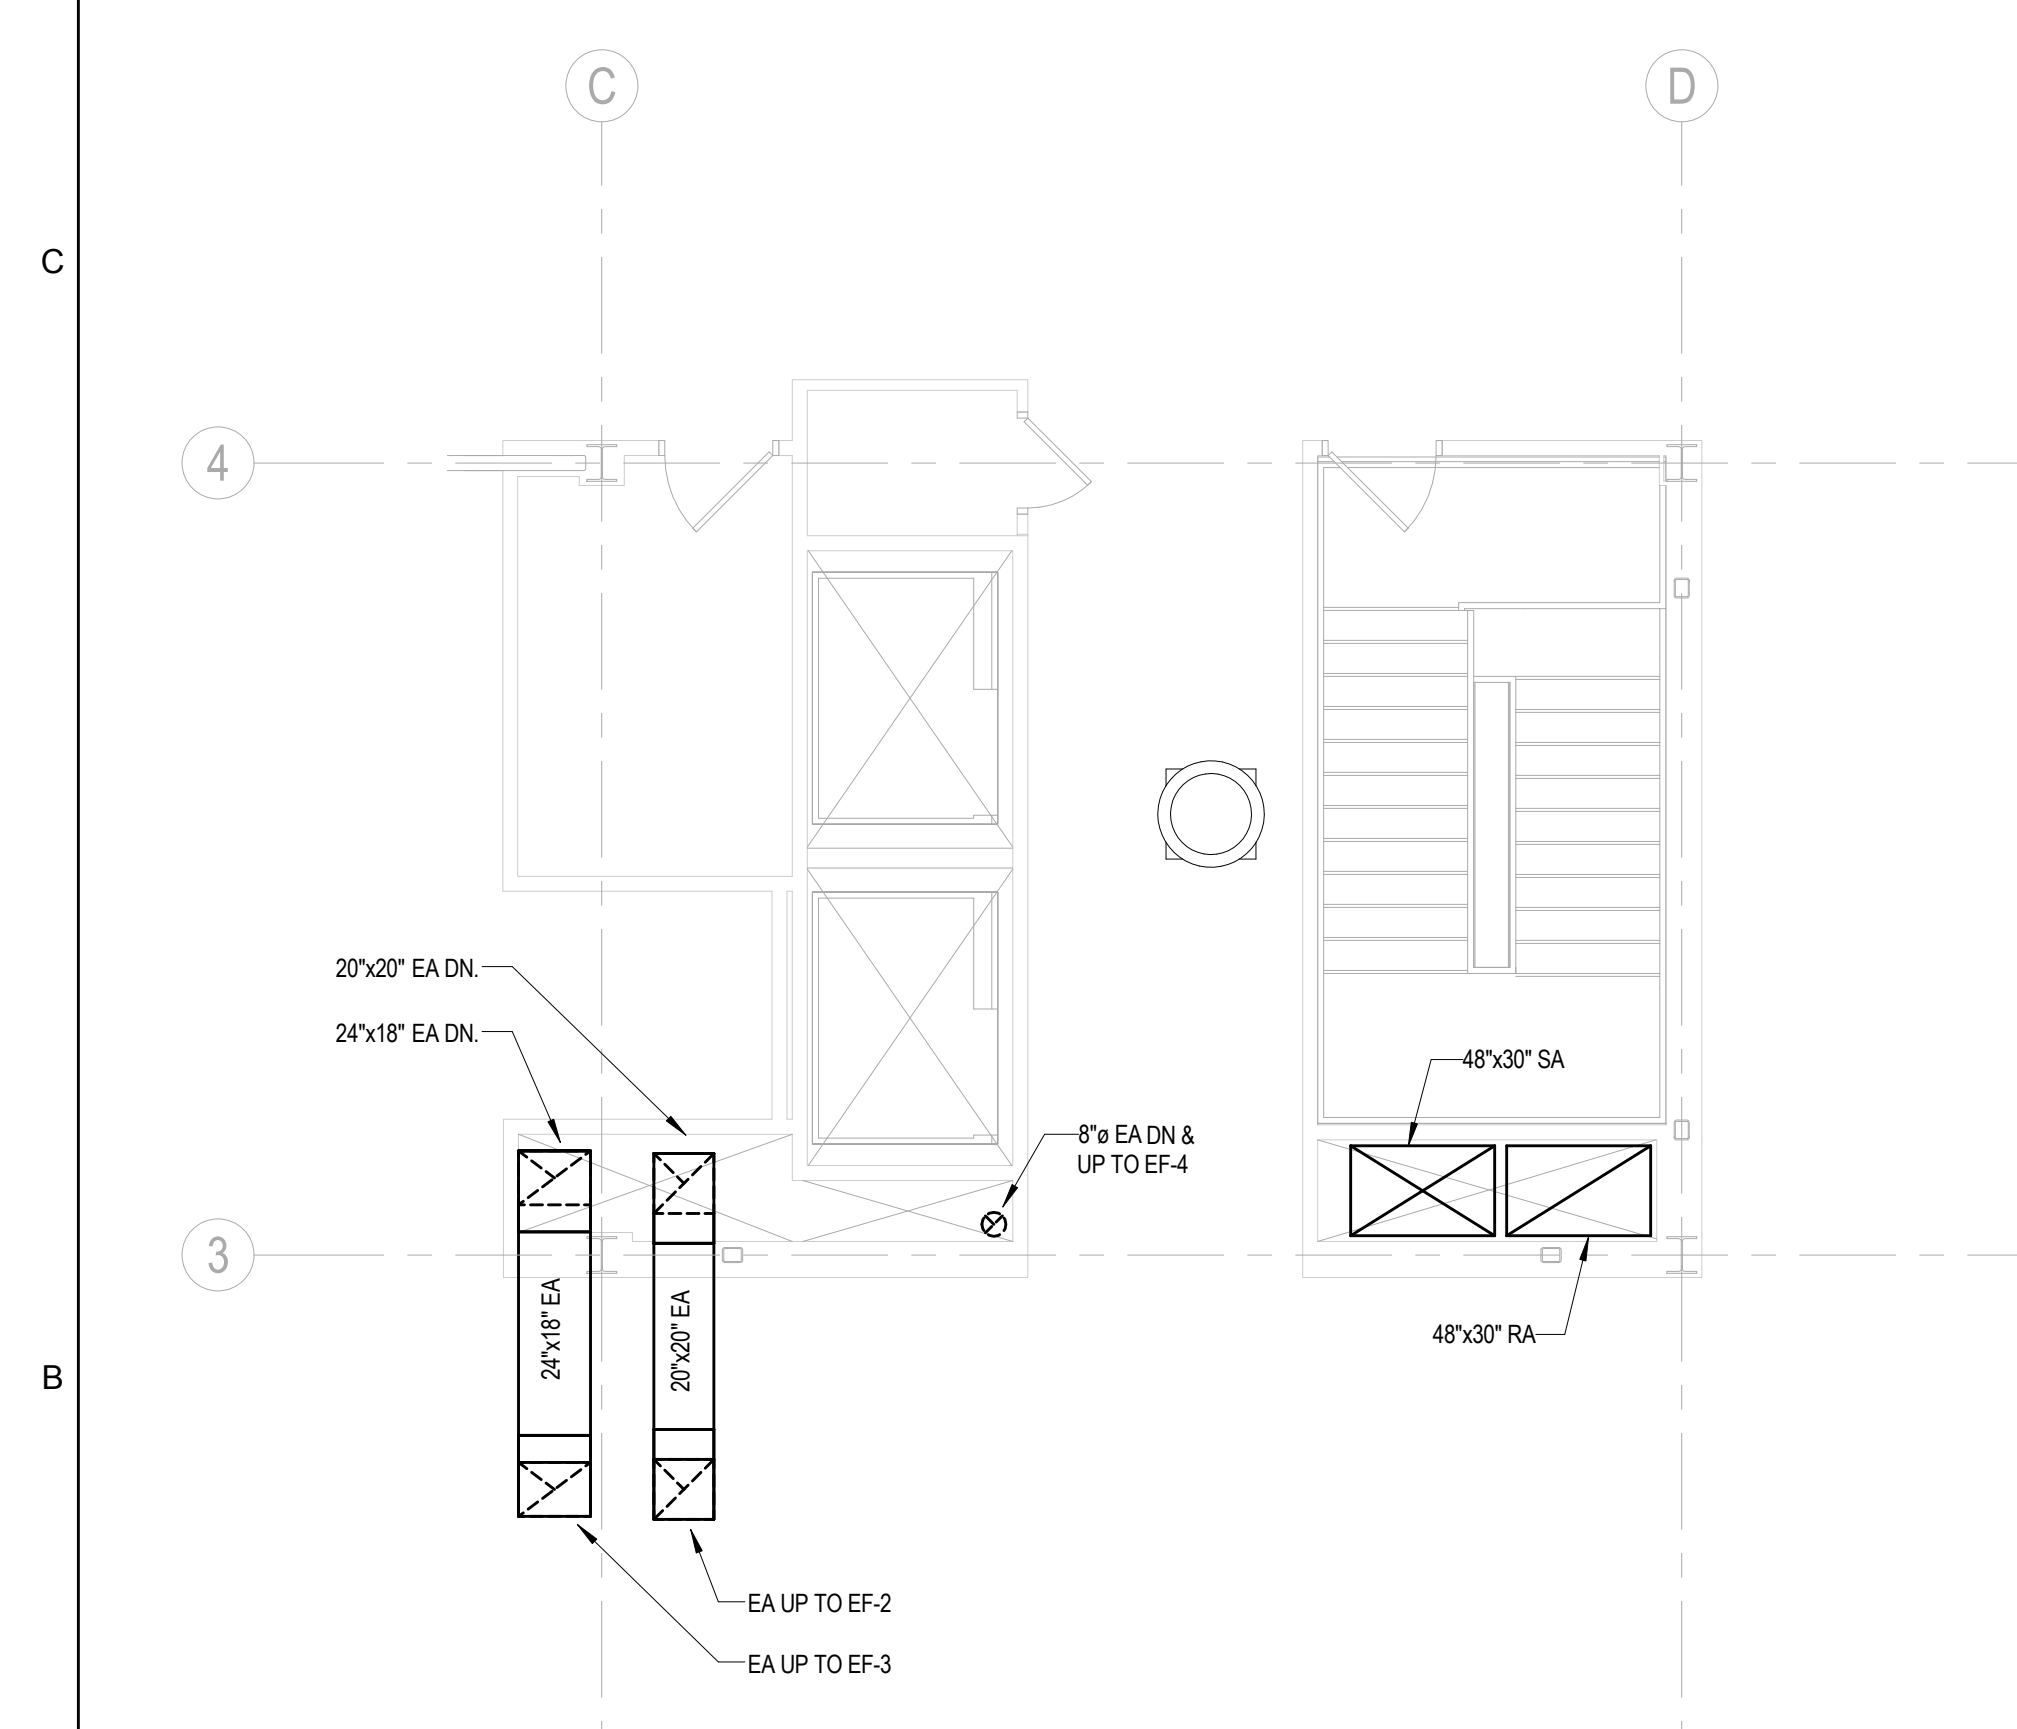 C
D
C
4
20"x20" EA DN.
24"x18" EA DN.
48"x30" SA
8"ø EA DN &
UP TO EF-4
3
24"x18" EA
20"x20" EA
48"x30" RA
B
EA UP TO EF-2
EA UP TO EF-3